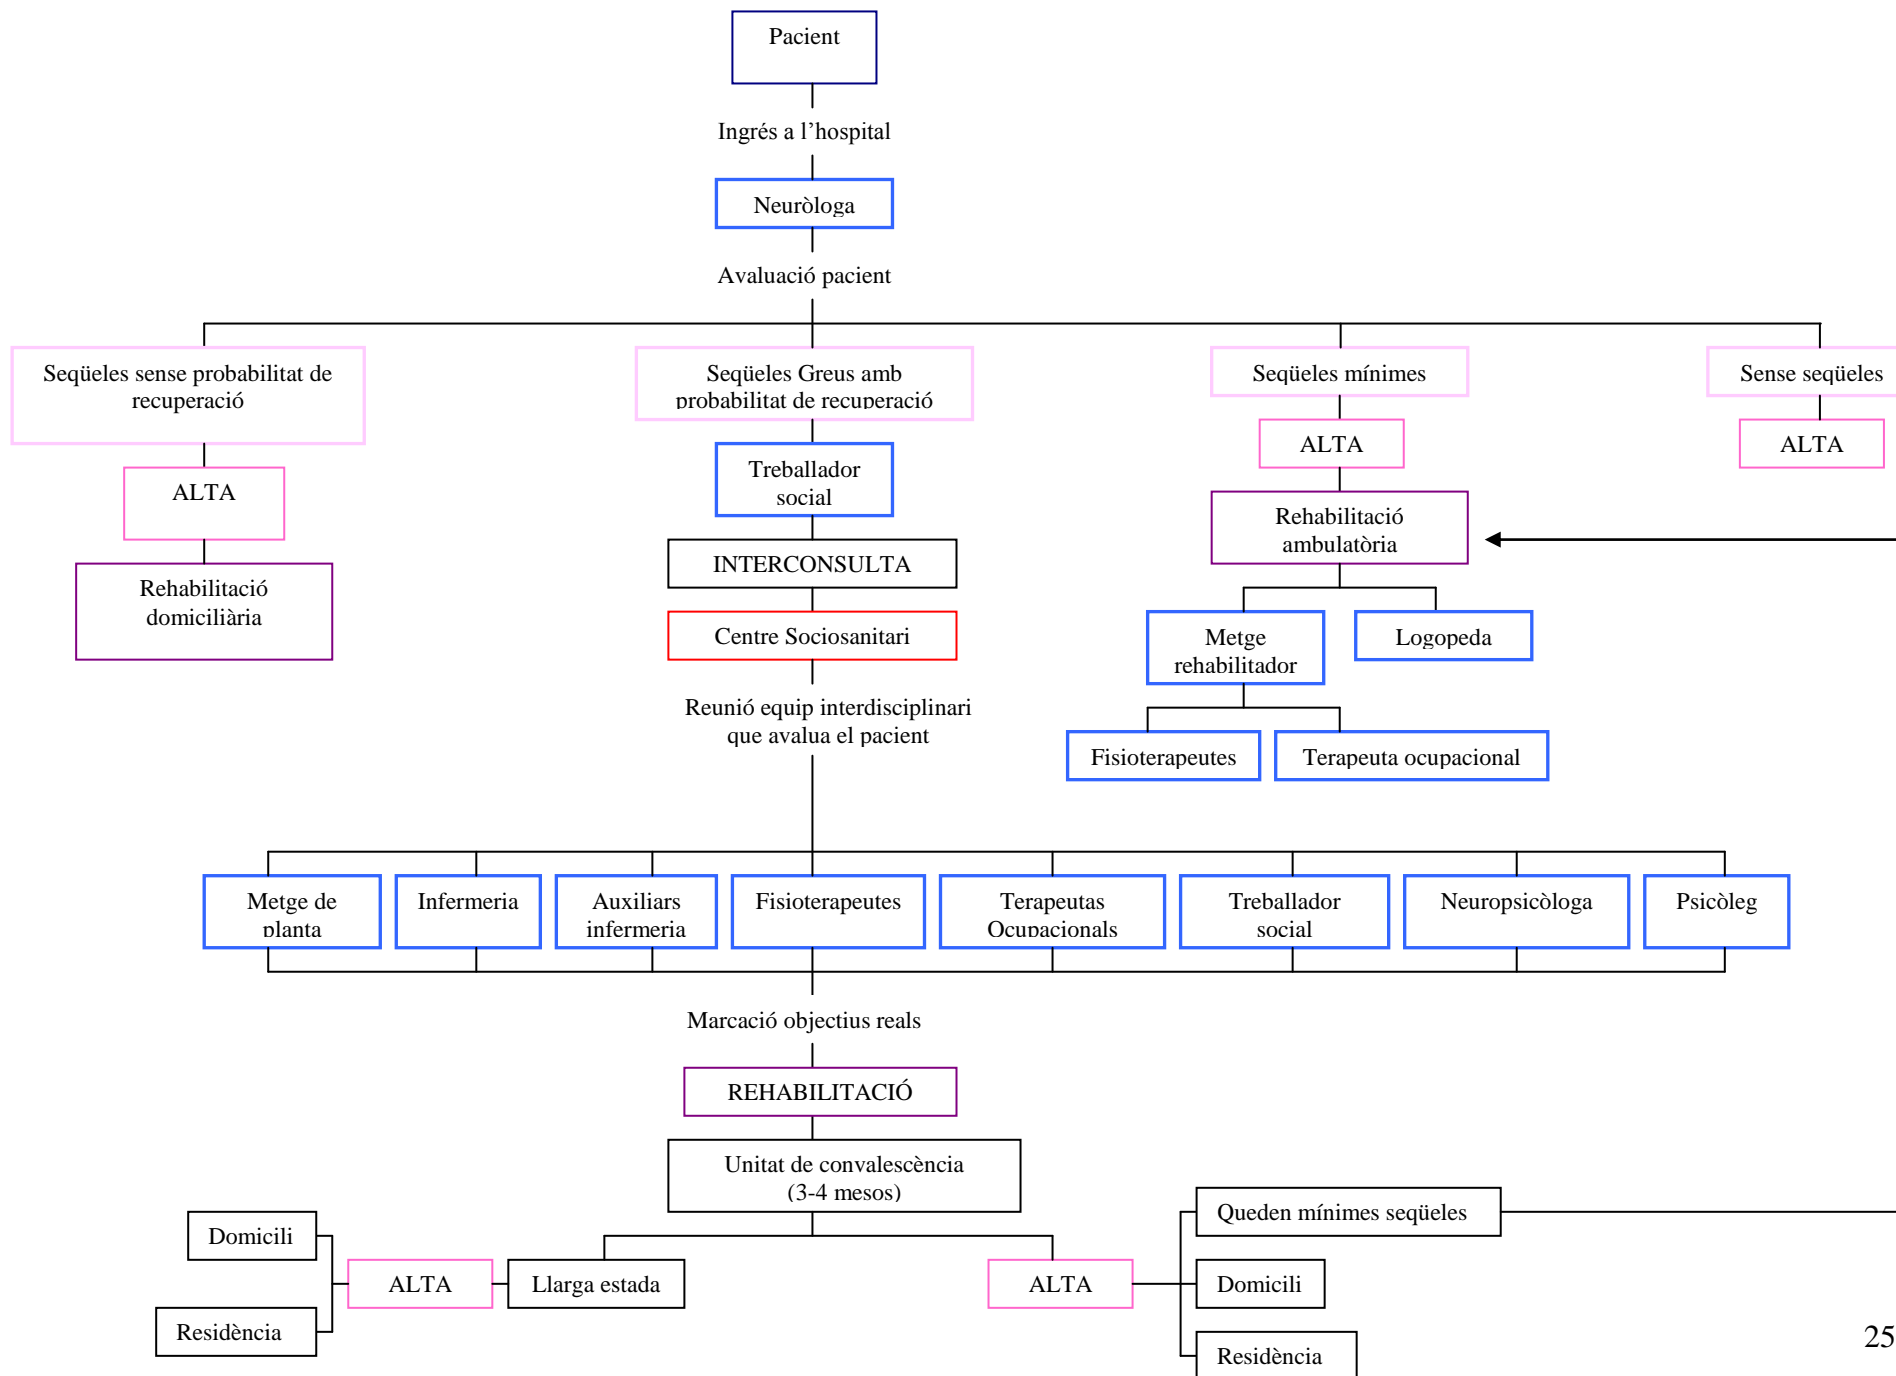 Pacient
Ingrés a l’hospital
Neuròloga
Avaluació pacient
Seqüeles sense probabilitat de
recuperació
Seqüeles Greus amb
probabilitat de recuperació
Seqüeles mínimes
Sense seqüeles
ALTA
Treballador
social
ALTA
ALTA
Rehabilitació
domiciliària
INTERCONSULTA
Centre Sociosanitari
Rehabilitació
ambulatòria
Metge
rehabilitador
Logopeda
Reunió equip interdisciplinari
que avalua el pacient
Fisioterapeutes
Terapeuta ocupacional
Metge de
planta
Infermeria
Auxiliars
infermeria
Fisioterapeutes
Terapeutas
Ocupacionals
Treballador
social
Neuropsicòloga
Psicòleg
Marcació objectius reals
REHABILITACIÓ
Unitat de convalescència
(3-4 mesos)
Domicili
Residència
ALTA
Llarga estada
ALTA
Queden mínimes seqüeles
Domicili
Residència
25